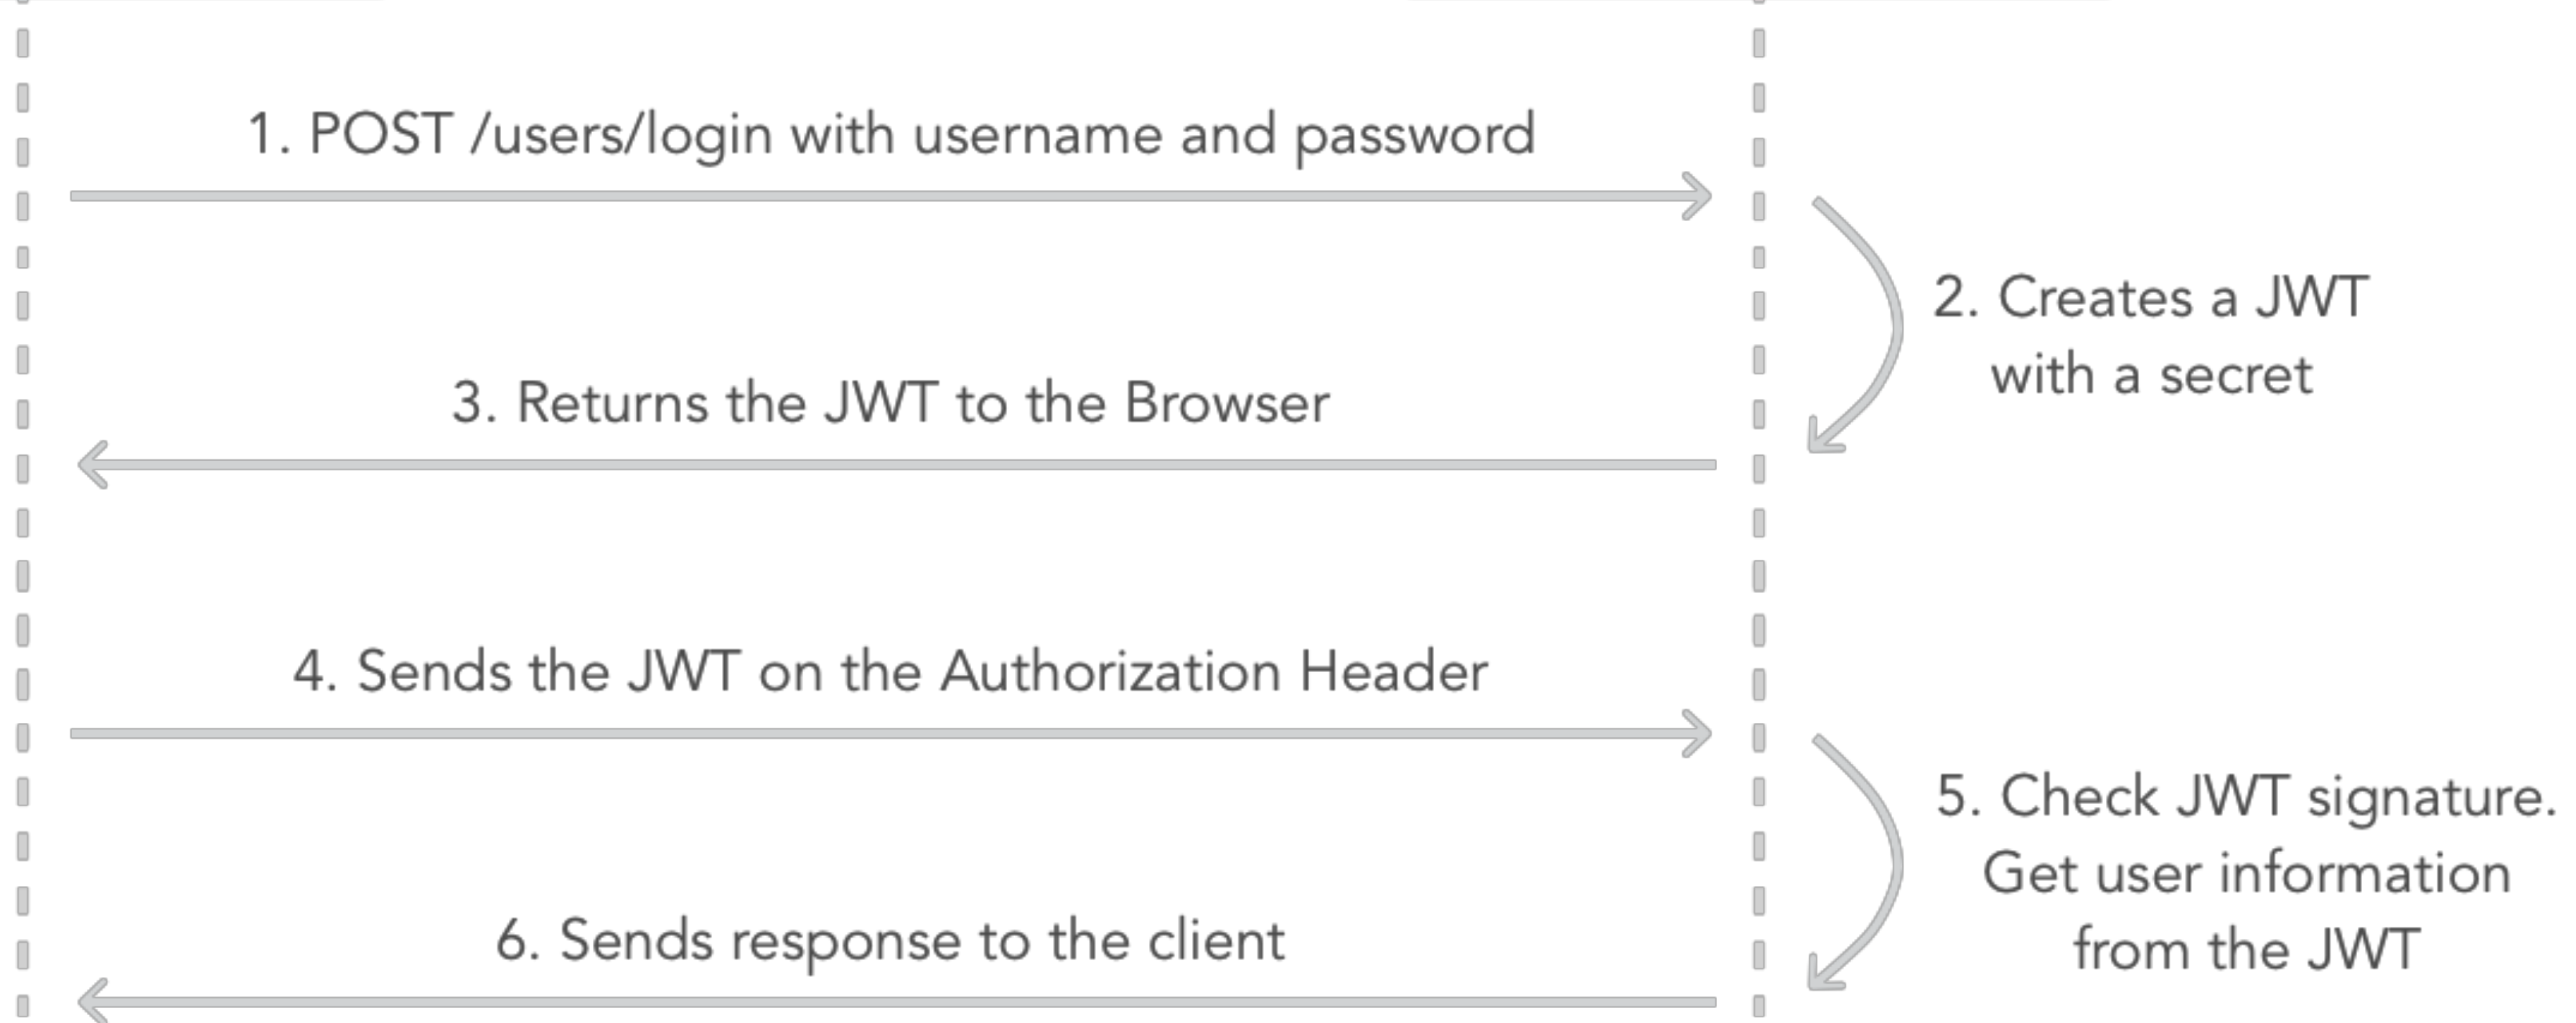 1. POST /users/login with username and password
2. Creates a JWT
with a secret
3. Returns the JWT to the Browser
4. Sends the JWT on the Authorization Header
5. Check JWT signature.
Get user information
from the JWT
6. Sends response to the client